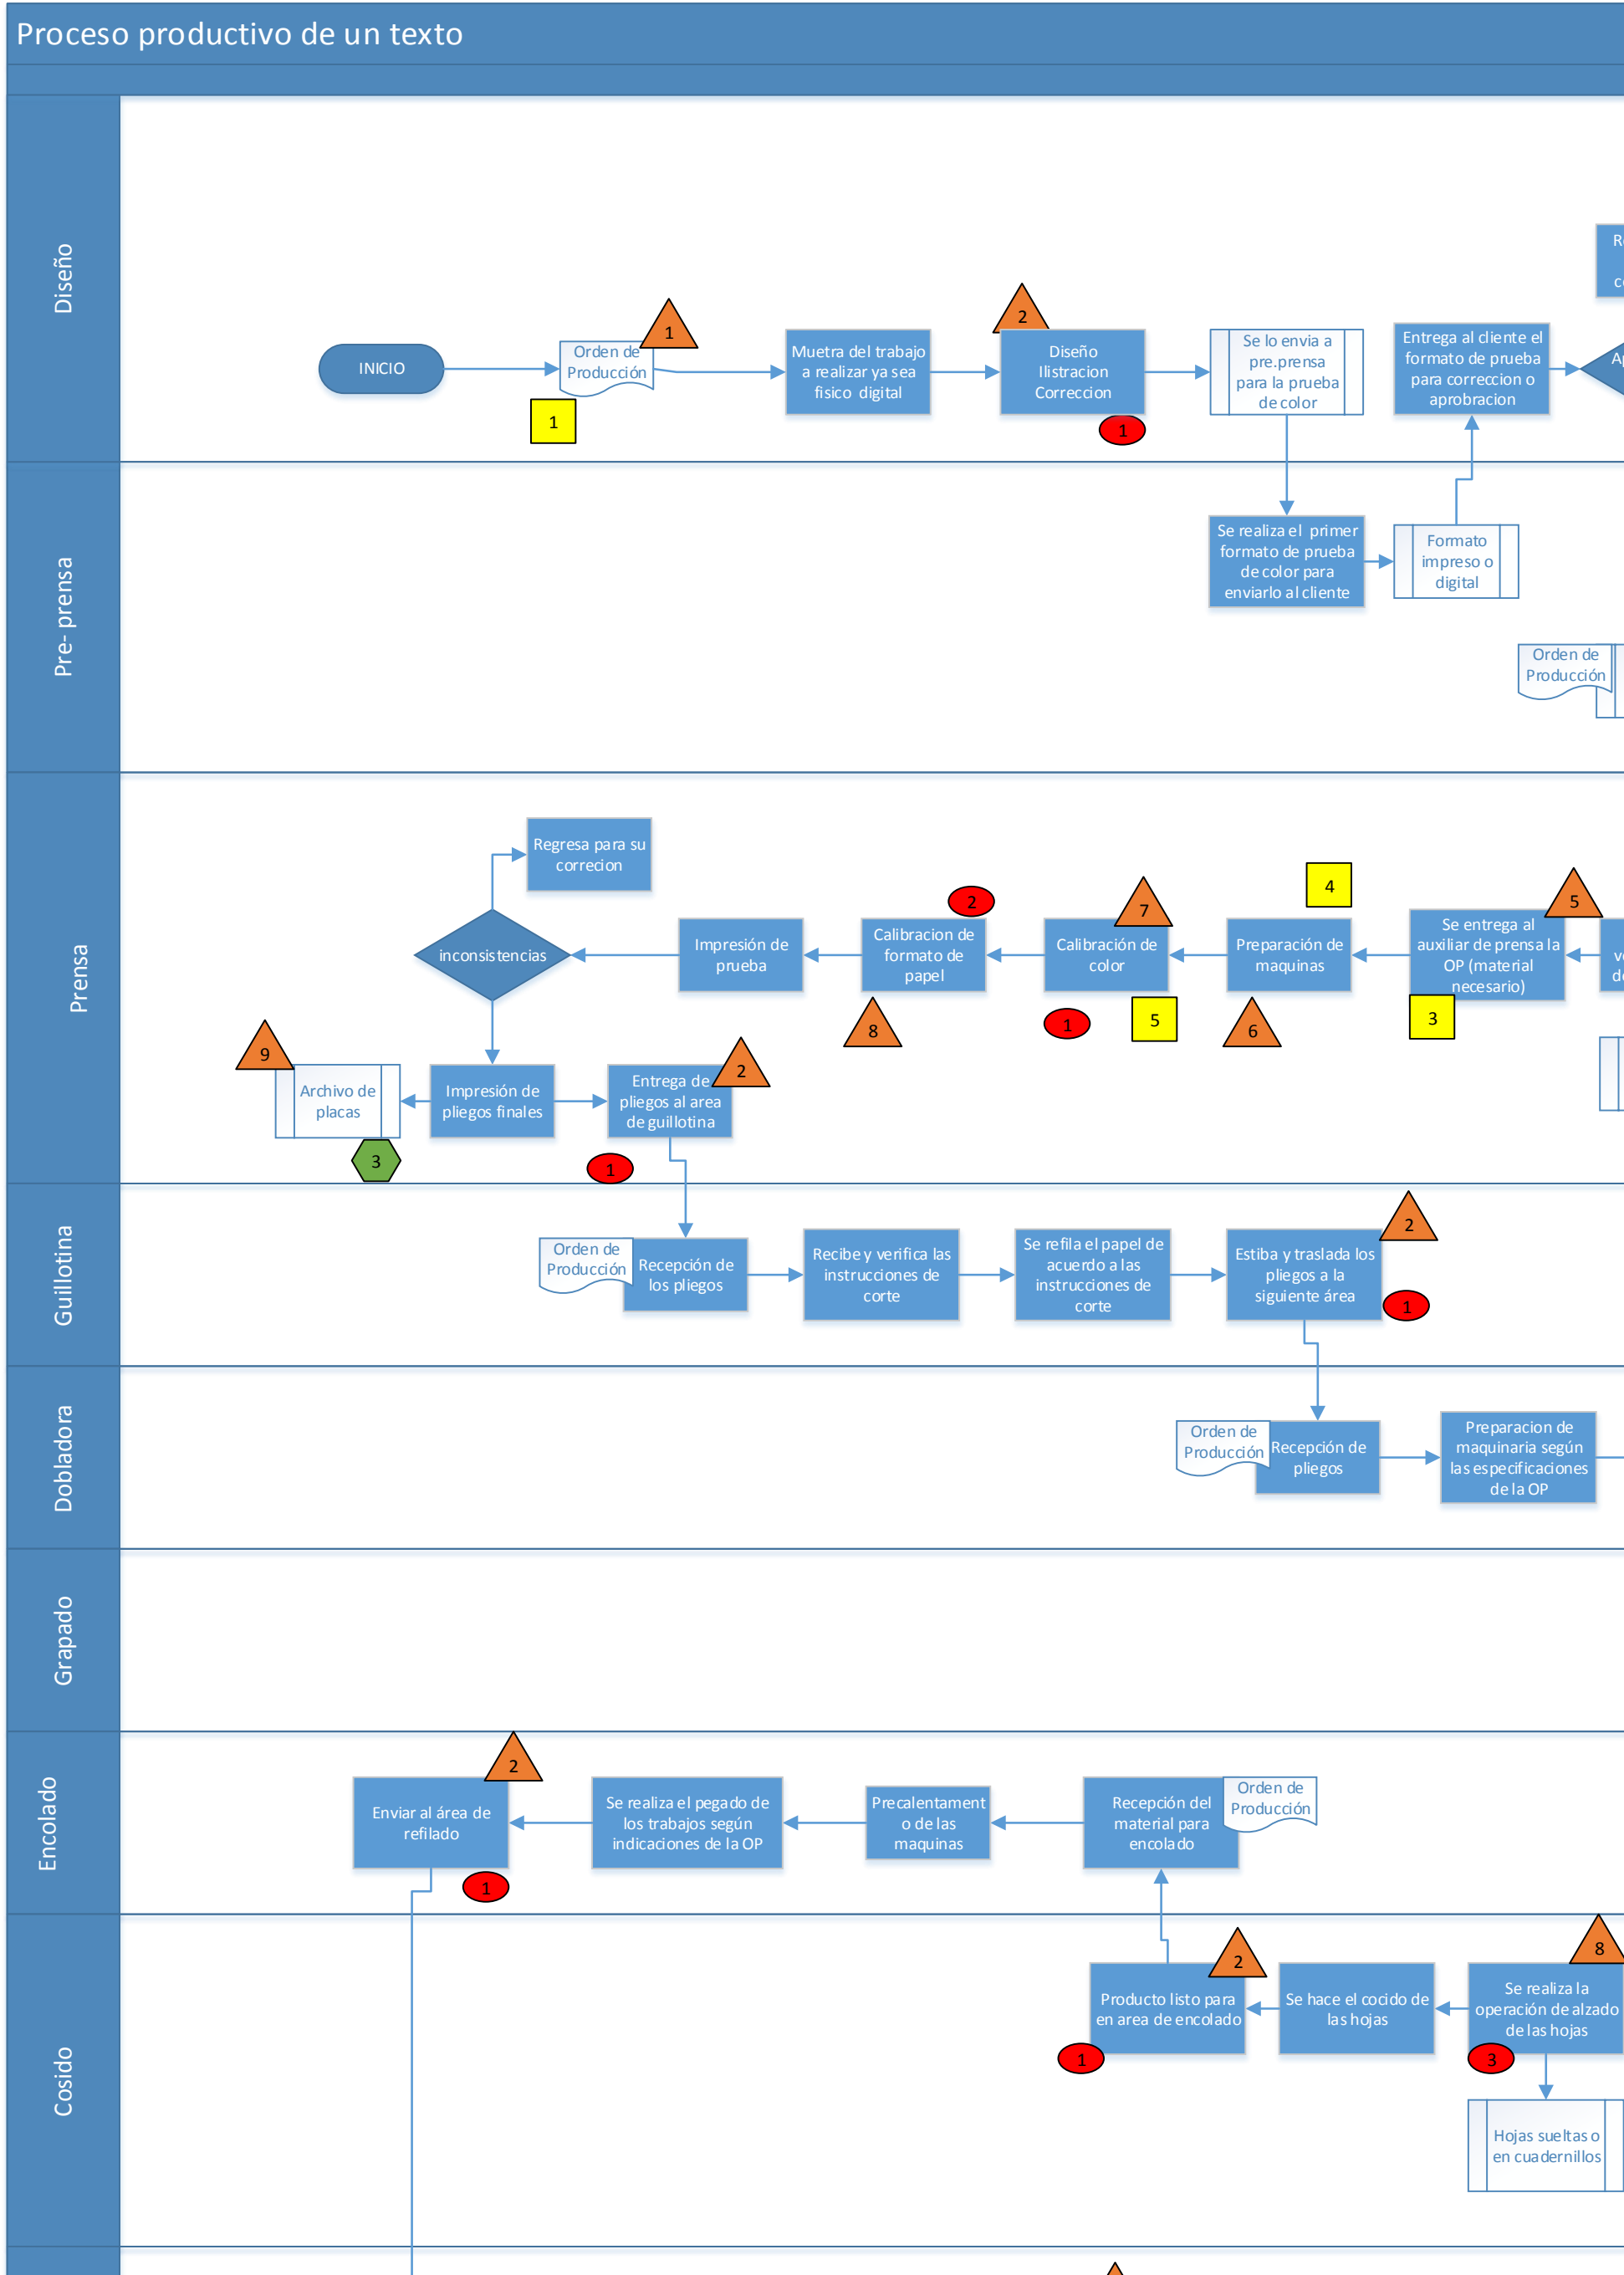 Proceso productivo de un texto
Diseño
INICIO
Orden de
Producción
1
1
Muetra del trabajo
a realizar ya sea
fisico digital
2
Diseño
Ilistracion
Correccion
1
Se lo envia a
pre.prensa
para la prueba
de color
Entrega al cliente el
formato de prueba
para correccion o
aprobracion
Pre- prensa
Se realiza el primer
formato de prueba
de color para
enviarlo al cliente
Formato
impreso o
digital
Orden de
Producción
Prensa
Regresa para su
correcion
inconsistencias
Impresión de
prueba
2
Calibracion de
formato de
papel
8
7
Calibración de
color
1
5
4
Preparación de
maquinas
6
5
Se entrega al
auxiliar de prensa la
OP (material
necesario)
3
9
Archivo de
placas
3
Impresión de
pliegos finales
2
Entrega de
pliegos al area
de guillotina
1
Guillotina
Orden de
Producción
Recepción de
los pliegos
Recibe y verifica las
instrucciones de
corte
Se refila el papel de
acuerdo a las
instrucciones de
corte
2
Estiba y traslada los
pliegos a la
siguiente área
1
Dobladora
Orden de
Producción
Recepción de
pliegos
Preparacion de
maquinaria según
las especificaciones
de la OP
Grapado
Encolado
2
Enviar al área de
refilado
1
Se realiza el pegado de
los trabajos según
indicaciones de la OP
Precalentament
o de las
maquinas
Recepción del
material para
encolado
Orden de
Producción
Cosido
2
Producto listo para
en area de encolado
1
Se hace el cocido de
las hojas
8
Se realiza la
operación de alzado
de las hojas
3
Hojas sueltas o
en cuadernillos